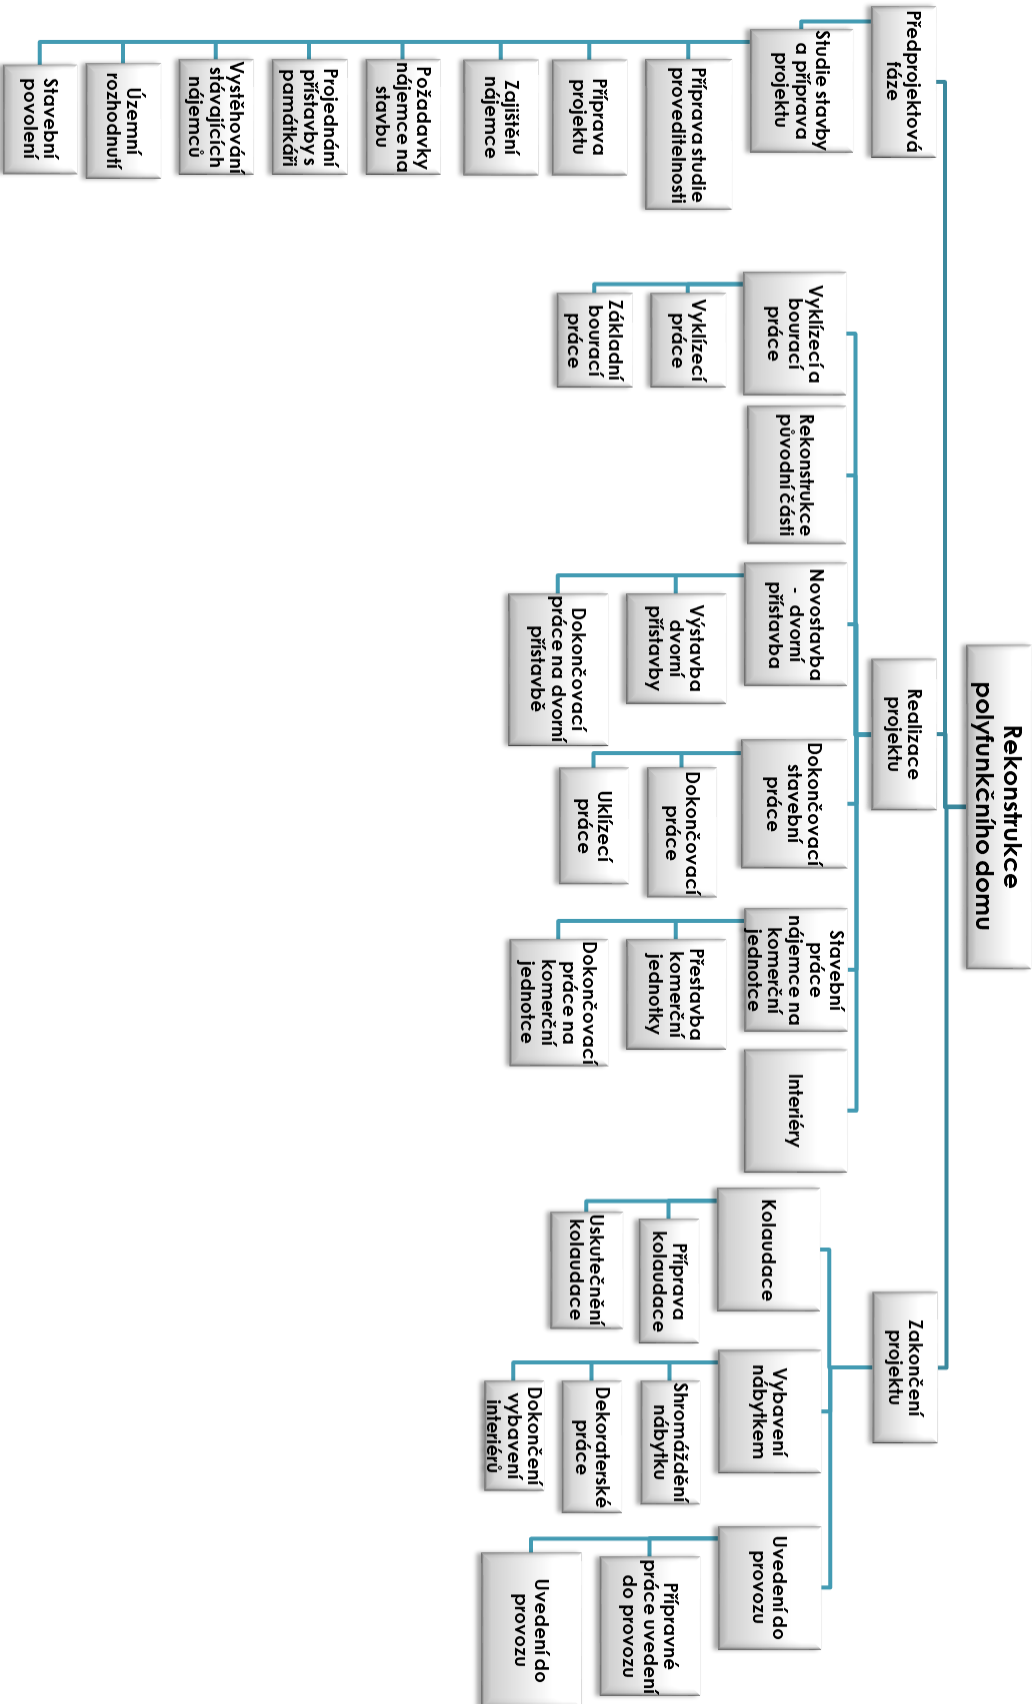 Rekonstrukce
polyfunkčního domu
Předprojektová
fáze
Studie stavby
a příprava
projektu
Příprava studie
proveditelnosti
Příprava
projektu
Zajištění
nájemce
Požadavky
nájemce na
stavbu
Projednání
přístavby s
památkáři
Vystěhování
stávajících
nájemců
Územní
rozhodnutí
Stavební
povolení
Realizace
projektu
Vyklízecí a
bourací
práce
Vyklízecí
práce
Základní
bourací
práce
Rekonstrukce
původní části
Novostavba
- dvorní
přístavba
Výstavba
dvorní
přístavby
Dokončovací
práce na dvorní
přístavbě
Dokončovací
stavební
práce
Dokončovací
práce
Uklízecí
práce
Stavební
práce
nájemce na
komerční
jednotce
Přestavba
komerční
jednotky
Dokončovací
práce na
komerční
jednotce
Interiéry
Zakončení
projektu
Kolaudace
Příprava
kolaudace
Uskutečnění
kolaudace
Vybavení
nábytkem
Shromáždění
nábytku
Dekoraterské
práce
Dokončení
vybavení
interiérů
Uvedení do
provozu
Přípravné
práce uvedení
do provozu
Uvedení do
provozu